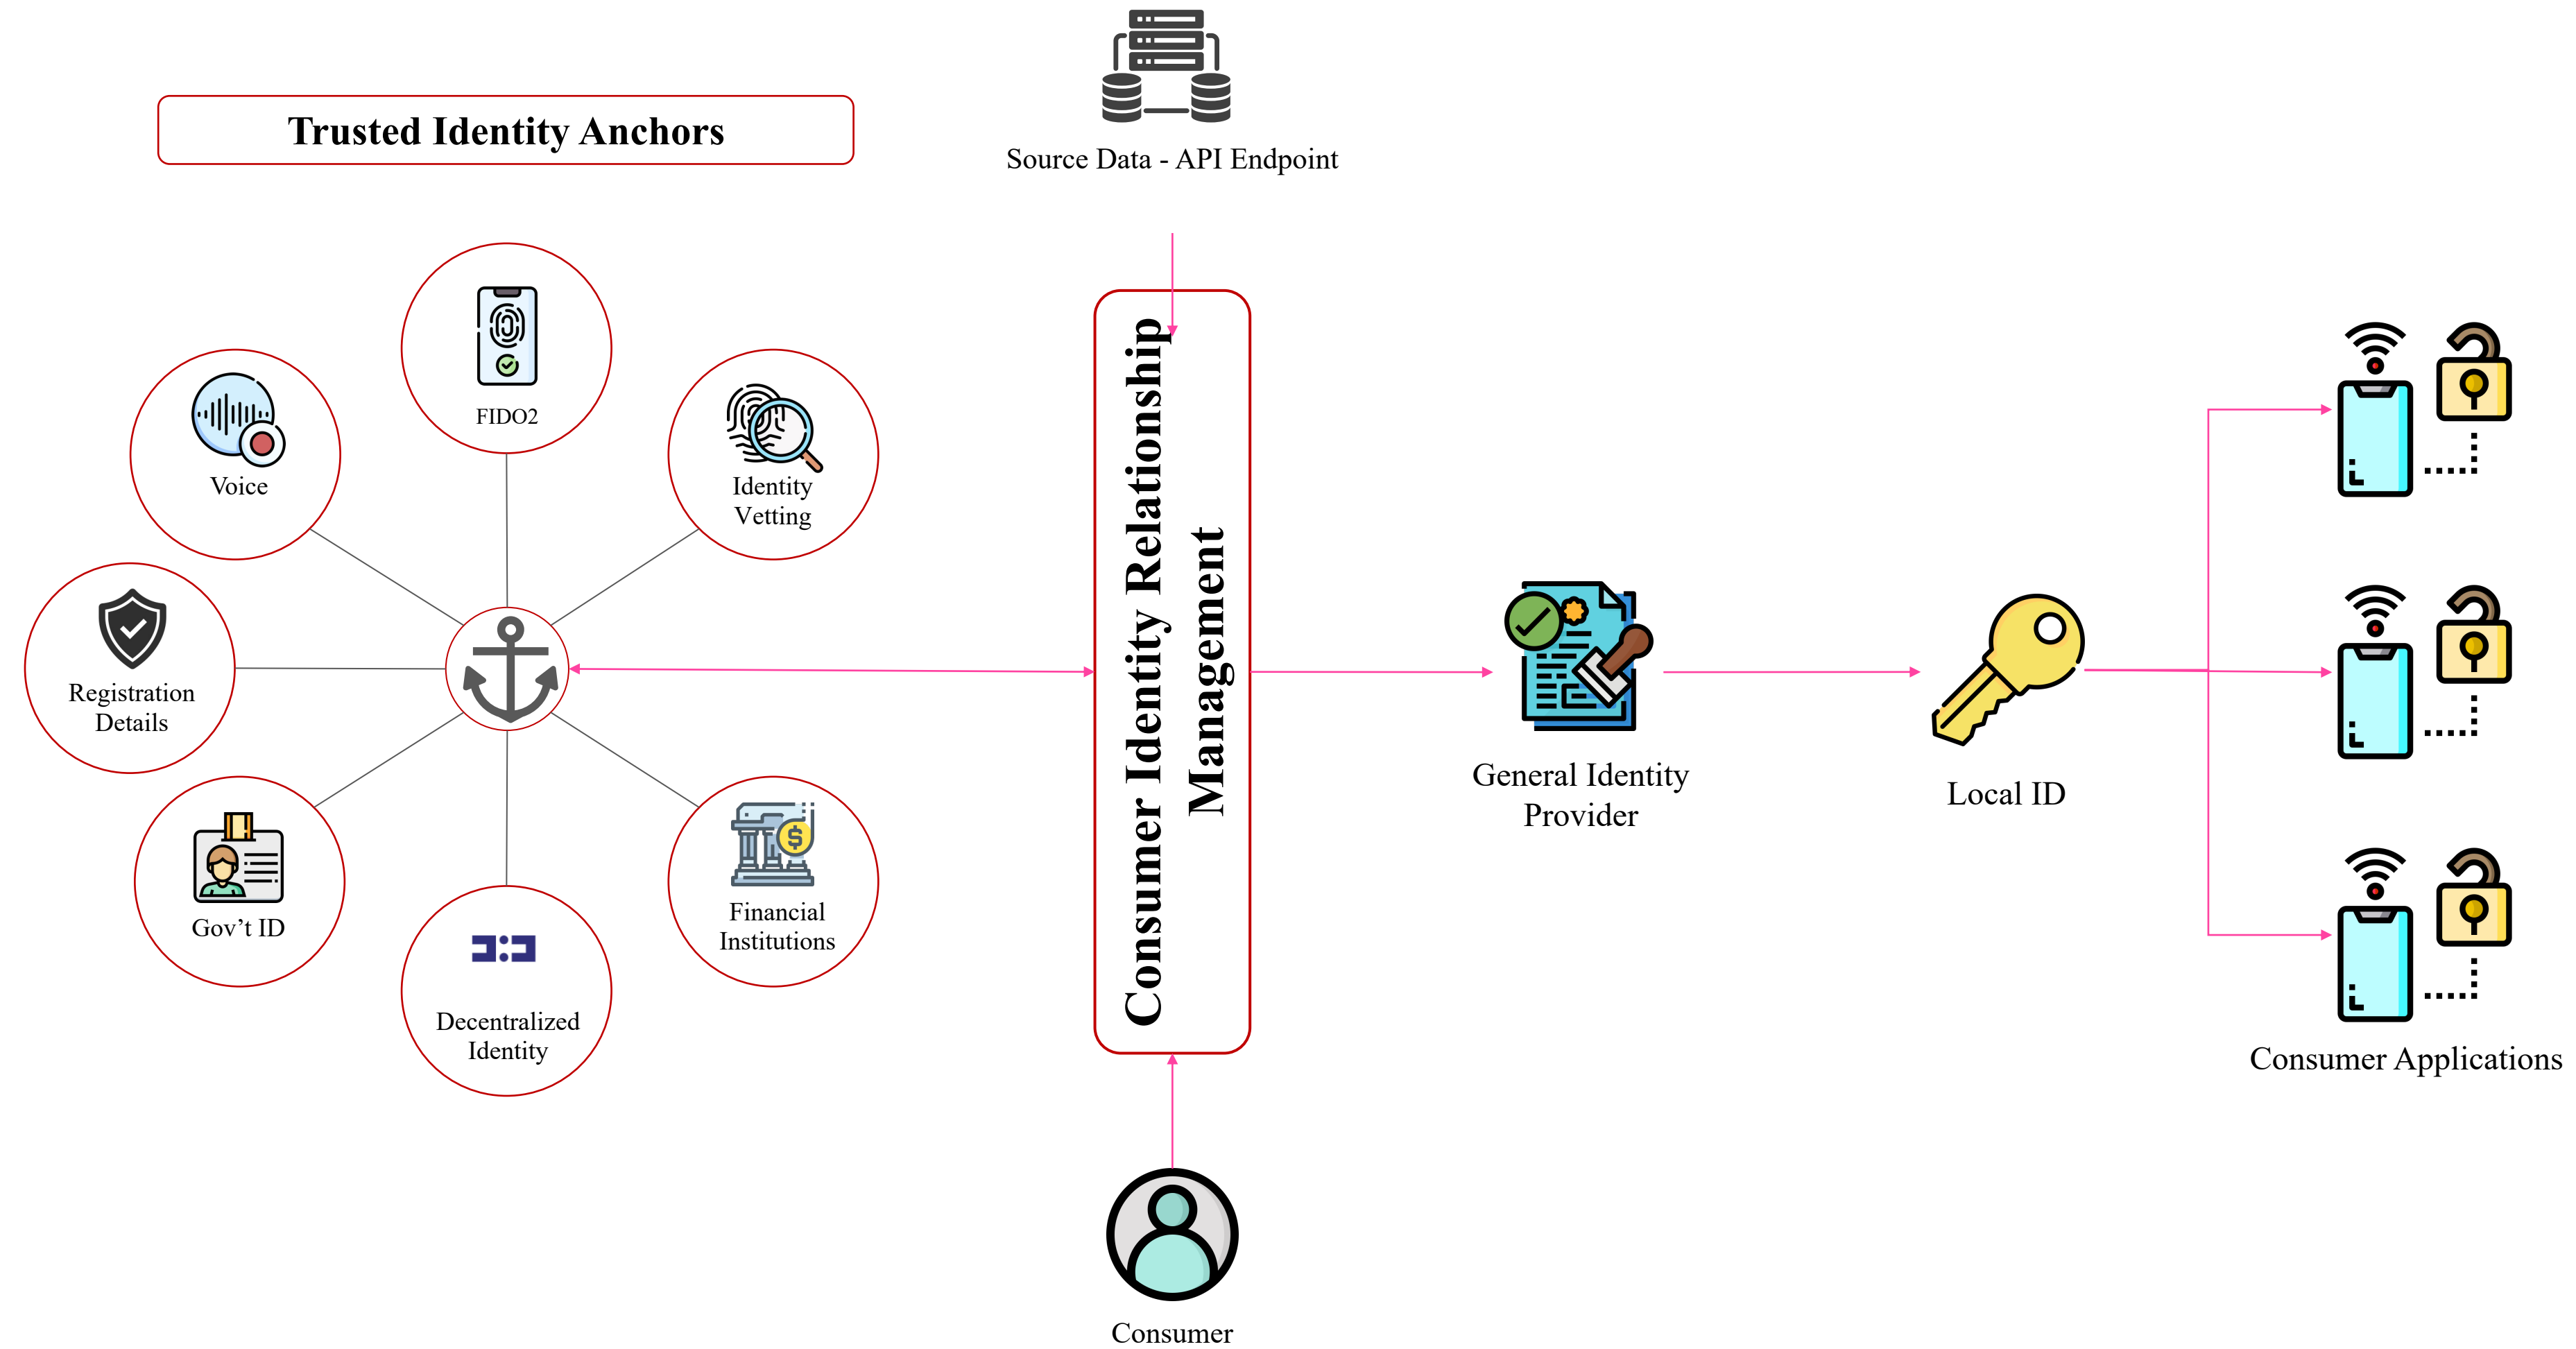 Trusted Identity Anchors
Source Data - API Endpoint
FIDO2
Voice
Identity
Vetting
Registration
Details
Gov’t ID
Decentralized
Identity
Financial
Institutions
Consumer Identity Relationship
Management
General Identity
Provider
Local ID
Consumer Applications
Consumer